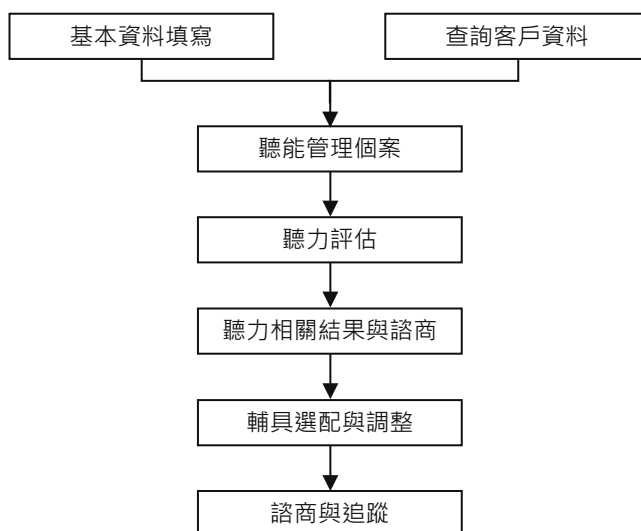 基本資料填寫
查詢客戶資料
聽能管理個案
聽力評估
聽力相關結果與諮商
輔具選配與調整
諮商與追蹤